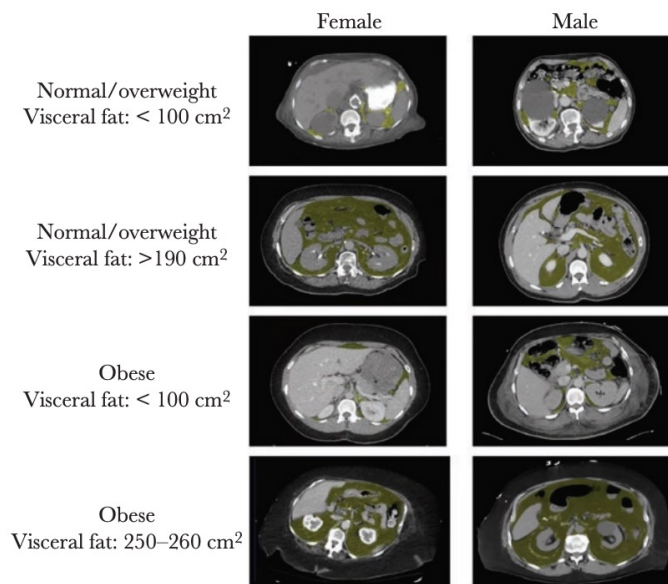 Female Male
Normal/overweight
Visceral fat: < 100 cm²
Normal/overweight
Visceral fat: >190 cm²
Obese
Visceral fat: < 100 cm²
Obese
Visceral fat: 250–260 cm²